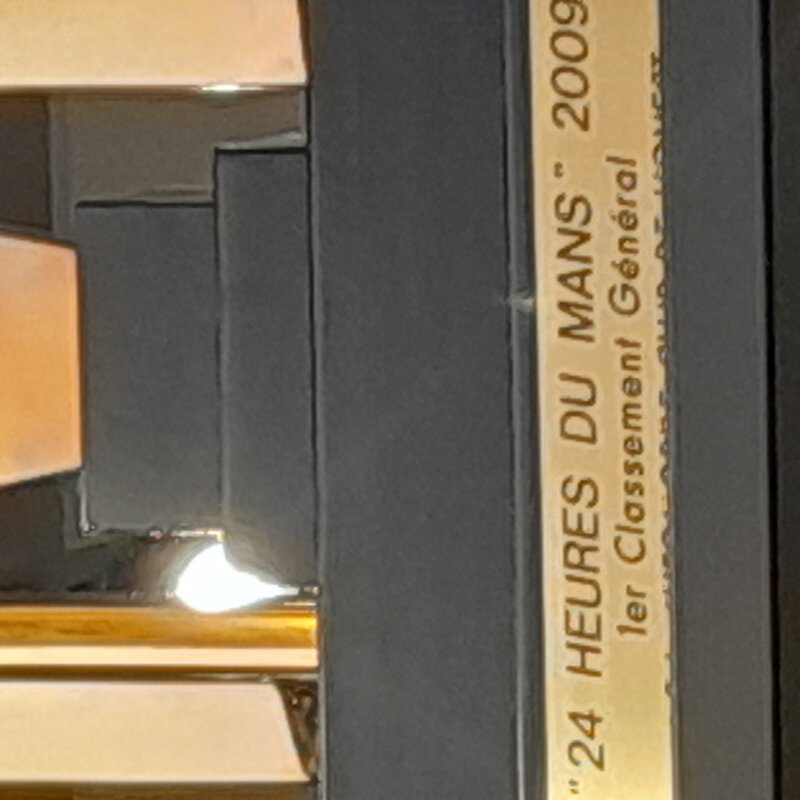 "24 HEURES DU MANS" 2009
1er Classement Général